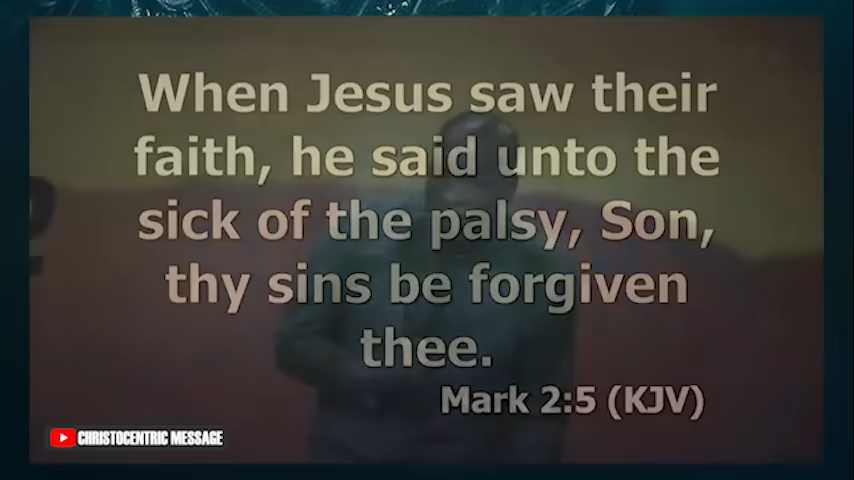 When Jesus saw their
faith, he said unto the
sick of the palsy, Son,
thy sins be forgiven
thee.
Mark 2:5 (KJV)
CHRISTOCENTRIC MESSAGE